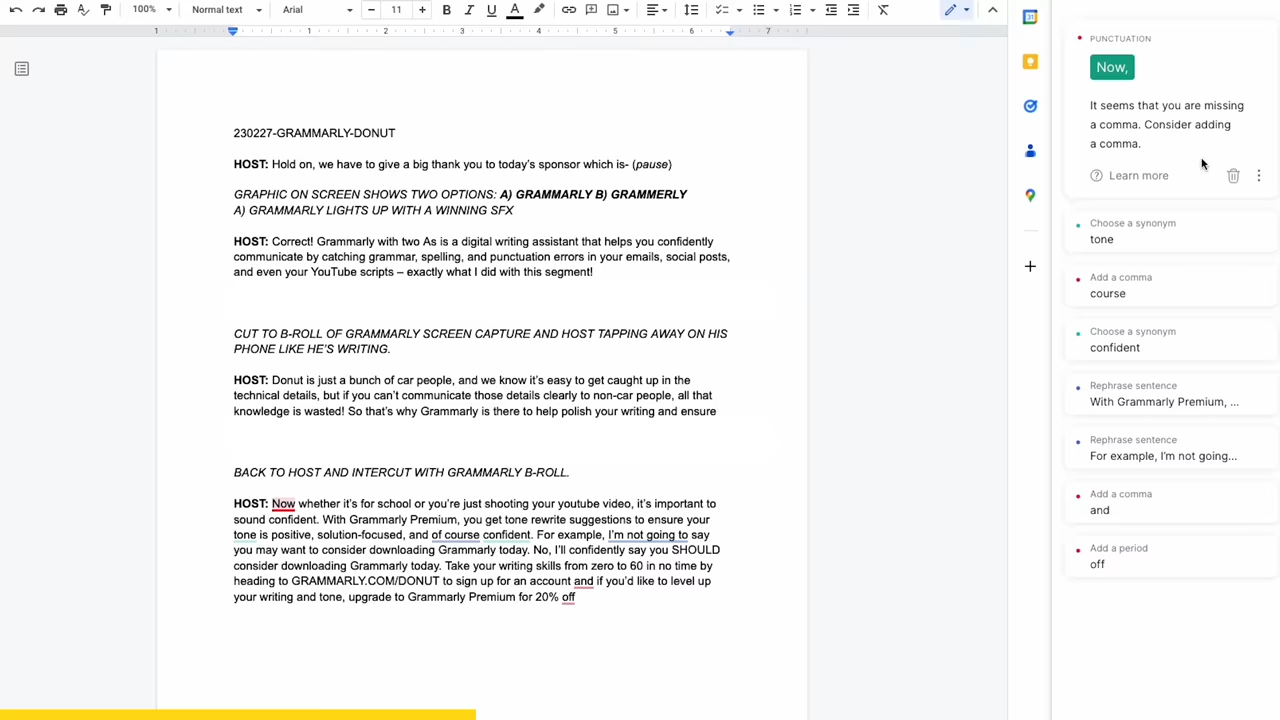 100%
Normal text
Arial
11
B I U A
1 1 2 3 4 5 6 7
230227-GRAMMARLY-DONUT
HOST: Hold on, we have to give a big thank you to today's sponsor which is- (pause)
GRAPHIC ON SCREEN SHOWS TWO OPTIONS: A) GRAMMARLY B) GRAMMERLY
A) GRAMMARLY LIGHTS UP WITH A WINNING SFX
HOST: Correct! Grammarly with two As is a digital writing assistant that helps you confidently
communicate by catching grammar, spelling, and punctuation errors in your emails, social posts,
and even your YouTube scripts – exactly what I did with this segment!
CUT TO B-ROLL OF GRAMMARLY SCREEN CAPTURE AND HOST TAPPING AWAY ON HIS
PHONE LIKE HE'S WRITING.
HOST: Donut is just a bunch of car people, and we know it's easy to get caught up in the
technical details, but if you can't communicate those details clearly to non-car people, all that
knowledge is wasted! So that's why Grammarly is there to help polish your writing and ensure
BACK TO HOST AND INTERCUT WITH GRAMMARLY B-ROLL.
HOST: Now whether it's for school or you're just shooting your youtube video, it's important to
sound confident. With Grammarly Premium, you get tone rewrite suggestions to ensure your
tone is positive, solution-focused, and of course confident. For example, I'm not going to say
you may want to consider downloading Grammarly today. No, I'll confidently say you SHOULD
consider downloading Grammarly today. Take your writing skills from zero to 60 in no time by
heading to GRAMMARLY.COM/DONUT to sign up for an account and if you'd like to level up
your writing and tone, upgrade to Grammarly Premium for 20% off
31
PUNCTUATION
Now,
It seems that you are missing
a comma. Consider adding
a comma.
Learn more
Choose a synonym
tone
Add a comma
course
Choose a synonym
confident
Rephrase sentence
With Grammarly Premium, ...
Rephrase sentence
For example, I'm not going...
Add a comma
and
Add a period
off